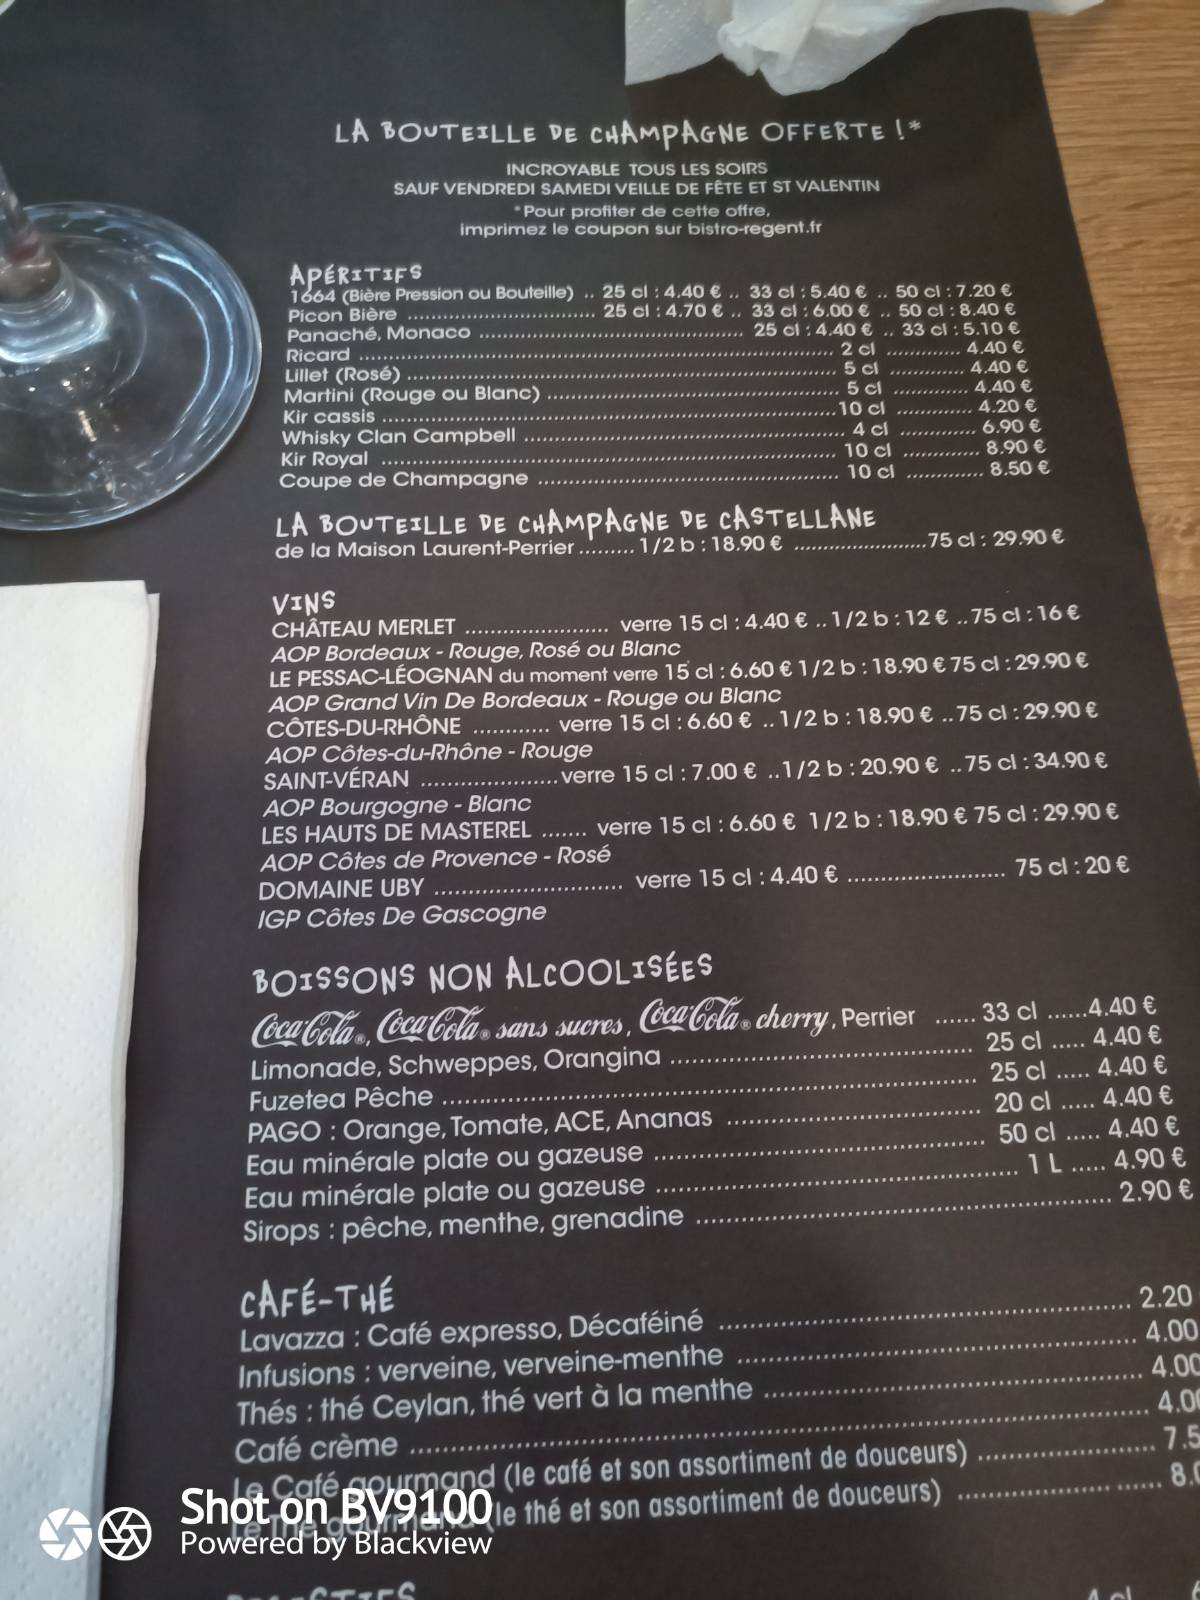 LA BOUTEILLE DE CHAMPAGNE OFFERTE !*
INCROYABLE TOUS LES SOIRS
SAUF VENDREDI SAMEDI VEILLE DE FÊTE ET ST VALENTIN
*Pour profiter de cette offre,
imprimez le coupon sur bistro-regent.fr
APÉRITIFS
1664 (Bière Pression ou Bouteille) .. 25 cl : 4.40 € .. 33 cl : 5.40 € .. 50 cl : 7.20 €
Picon Bière .............................. 25 cl : 4.70 € .. 33 cl : 6.00 € .. 50 cl : 8.40 €
Panaché, Monaco .......................................... 25 cl : 4.40 € .. 33 cl : 5.10 €
Ricard ........................................ 2 cl ............ 4.40 €
Lillet (Rosé) ........................................ 5 cl ............ 4.40 €
Martini (Rouge ou Blanc) ........................................ 5 cl ............ 4.40 €
Kir cassis ........................................ 10 cl ............ 4.20 €
Whisky Clan Campbell ........................................ 4 cl ............ 6.90 €
Kir Royal ........................................ 10 cl ............ 8.90 €
Coupe de Champagne ........................................ 10 cl ............ 8.50 €
LA BOUTEILLE DE CHAMPAGNE DE CASTELLANE
de la Maison Laurent-Perrier ......... 1/2 b : 18.90 € ..................... 75 cl : 29.90 €
VINS
CHÂTEAU MERLET ....................... verre 15 cl : 4.40 € .. 1/2 b : 12 € .. 75 cl : 16 €
AOP Bordeaux - Rouge, Rosé ou Blanc
LE PESSAC-LÉOGNAN du moment verre 15 cl : 6.60 € 1/2 b : 18.90 € 75 cl : 29.90 €
AOP Grand Vin De Bordeaux - Rouge ou Blanc
CÔTES-DU-RHÔNE ............ verre 15 cl : 6.60 € .. 1/2 b : 18.90 € .. 75 cl : 29.90 €
AOP Côtes-du-Rhône - Rouge
SAINT-VÉRAN ...................... verre 15 cl : 7.00 € .. 1/2 b : 20.90 € .. 75 cl : 34.90 €
AOP Bourgogne - Blanc
LES HAUTS DE MASTEREL ....... verre 15 cl : 6.60 € 1/2 b : 18.90 € 75 cl : 29.90 €
AOP Côtes de Provence - Rosé
DOMAINE UBY .............................. verre 15 cl : 4.40 € ......................... 75 cl : 20 €
IGP Côtes De Gascogne
BOISSONS NON ALCOOLISÉES
Coca-Cola®, Coca-Cola® sans sucres, Coca-Cola® cherry, Perrier ...... 33 cl ...... 4.40 €
Limonade, Schweppes, Orangina ........................................ 25 cl ..... 4.40 €
Fuzetea Pêche ........................................ 25 cl ..... 4.40 €
PAGO : Orange, Tomate, ACE, Ananas ........................................ 20 cl ..... 4.40 €
Eau minérale plate ou gazeuse ........................................ 50 cl ..... 4.40 €
Eau minérale plate ou gazeuse ........................................ 1 L ..... 4.90 €
Sirops : pêche, menthe, grenadine ........................................ 2.90 €
CAFÉ-THÉ
Lavazza : Café expresso, Décaféiné ........................................ 2.20
Infusions : verveine, verveine-menthe ........................................ 4.00
Thés : thé Ceylan, thé vert à la menthe ........................................ 4.00
Café crème ........................................ 4.00
Le Café gourmand (le café et son assortiment de douceurs) ........................ 7.5
Le Thé gourmand (le thé et son assortiment de douceurs) ........................ 8.0
Shot on BV9100
Powered by Blackview
4 cl